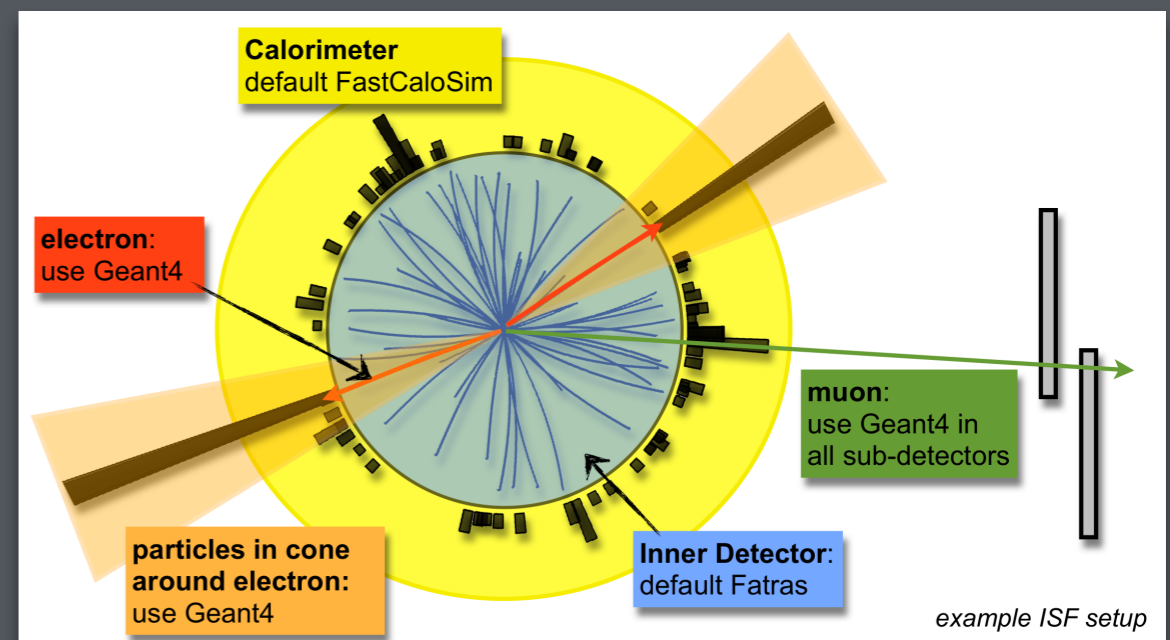 Calorimeter
default FastCaloSim
electron:
use Geant4
muon:
use Geant4 in
all sub-detectors
particles in cone
around electron:
use Geant4
Inner Detector:
default Fatras
example ISF setup